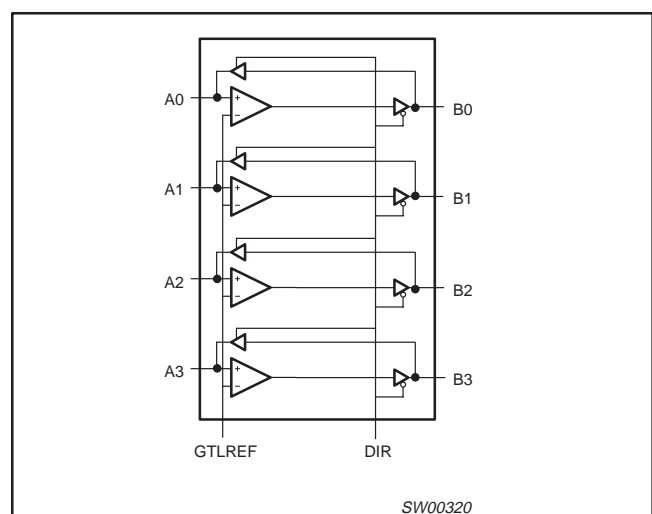 A0 + − B0
A1 + − B1
A2 + − B2
A3 + − B3
GTLREF DIR
SW00320